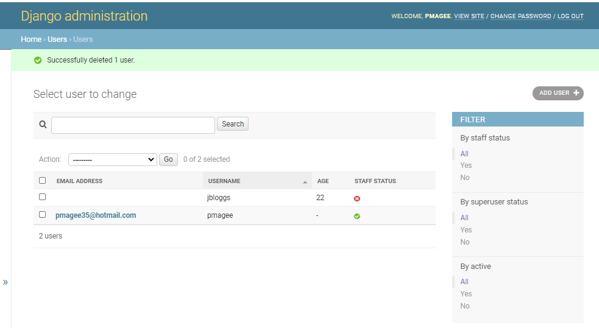 Django administration
WELCOME, PMAGEE. VIEW SITE / CHANGE PASSWORD / LOG OUT
Home › Users › Users
Successfully deleted 1 user.
Select user to change
ADD USER +
Search
Action: --------- Go 0 of 2 selected
EMAIL ADDRESS USERNAME AGE STAFF STATUS
jbloggs 22
pmagee35@hotmail.com pmagee -
2 users
FILTER
By staff status
All
Yes
No
By superuser status
All
Yes
No
By active
All
Yes
No
»